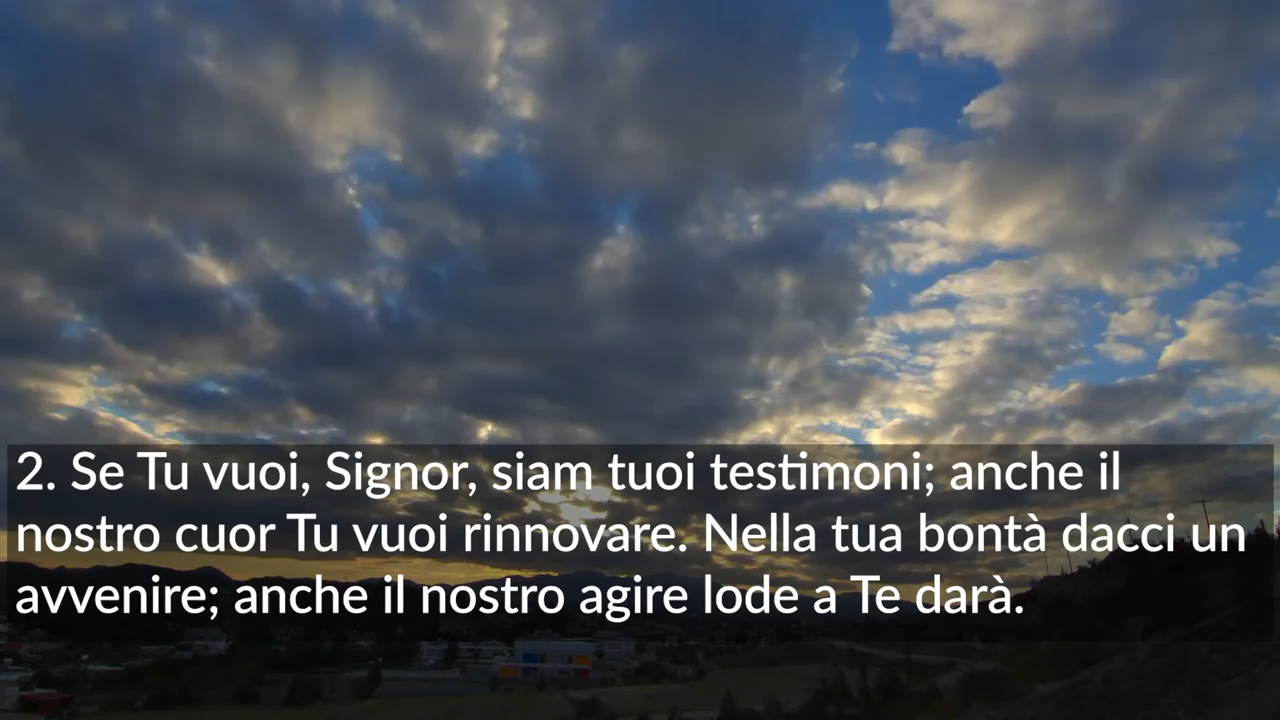 2. Se Tu vuoi, Signor, siam tuoi testimoni; anche il
nostro cuor Tu vuoi rinnovare. Nella tua bontà dacci un
avvenire; anche il nostro agire lode a Te darà.